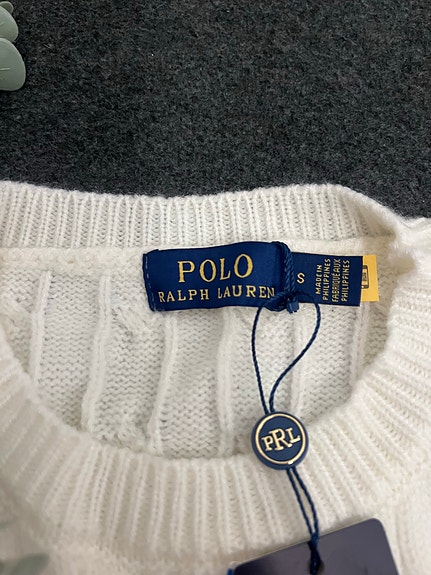 POLO
RALPH LAUREN
S
MADE IN
PHILIPPINES
FABRIQUÉ AUX
PHILIPPINES
PRL